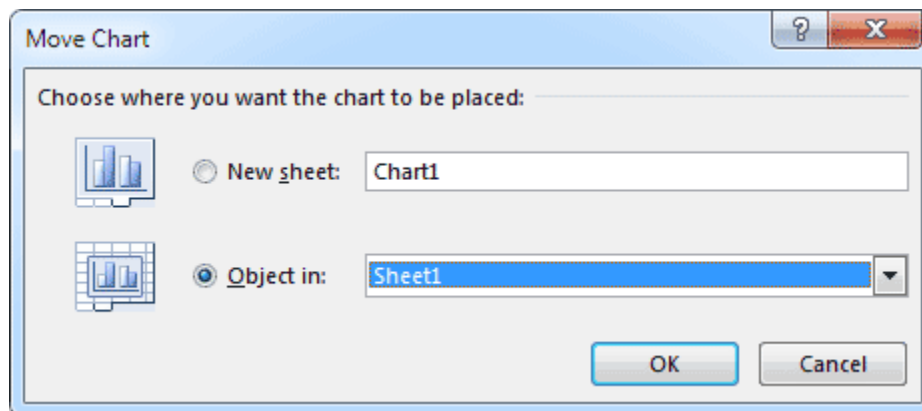 Move Chart
Choose where you want the chart to be placed:
New sheet: Chart1
Object in: Sheet1
OK Cancel